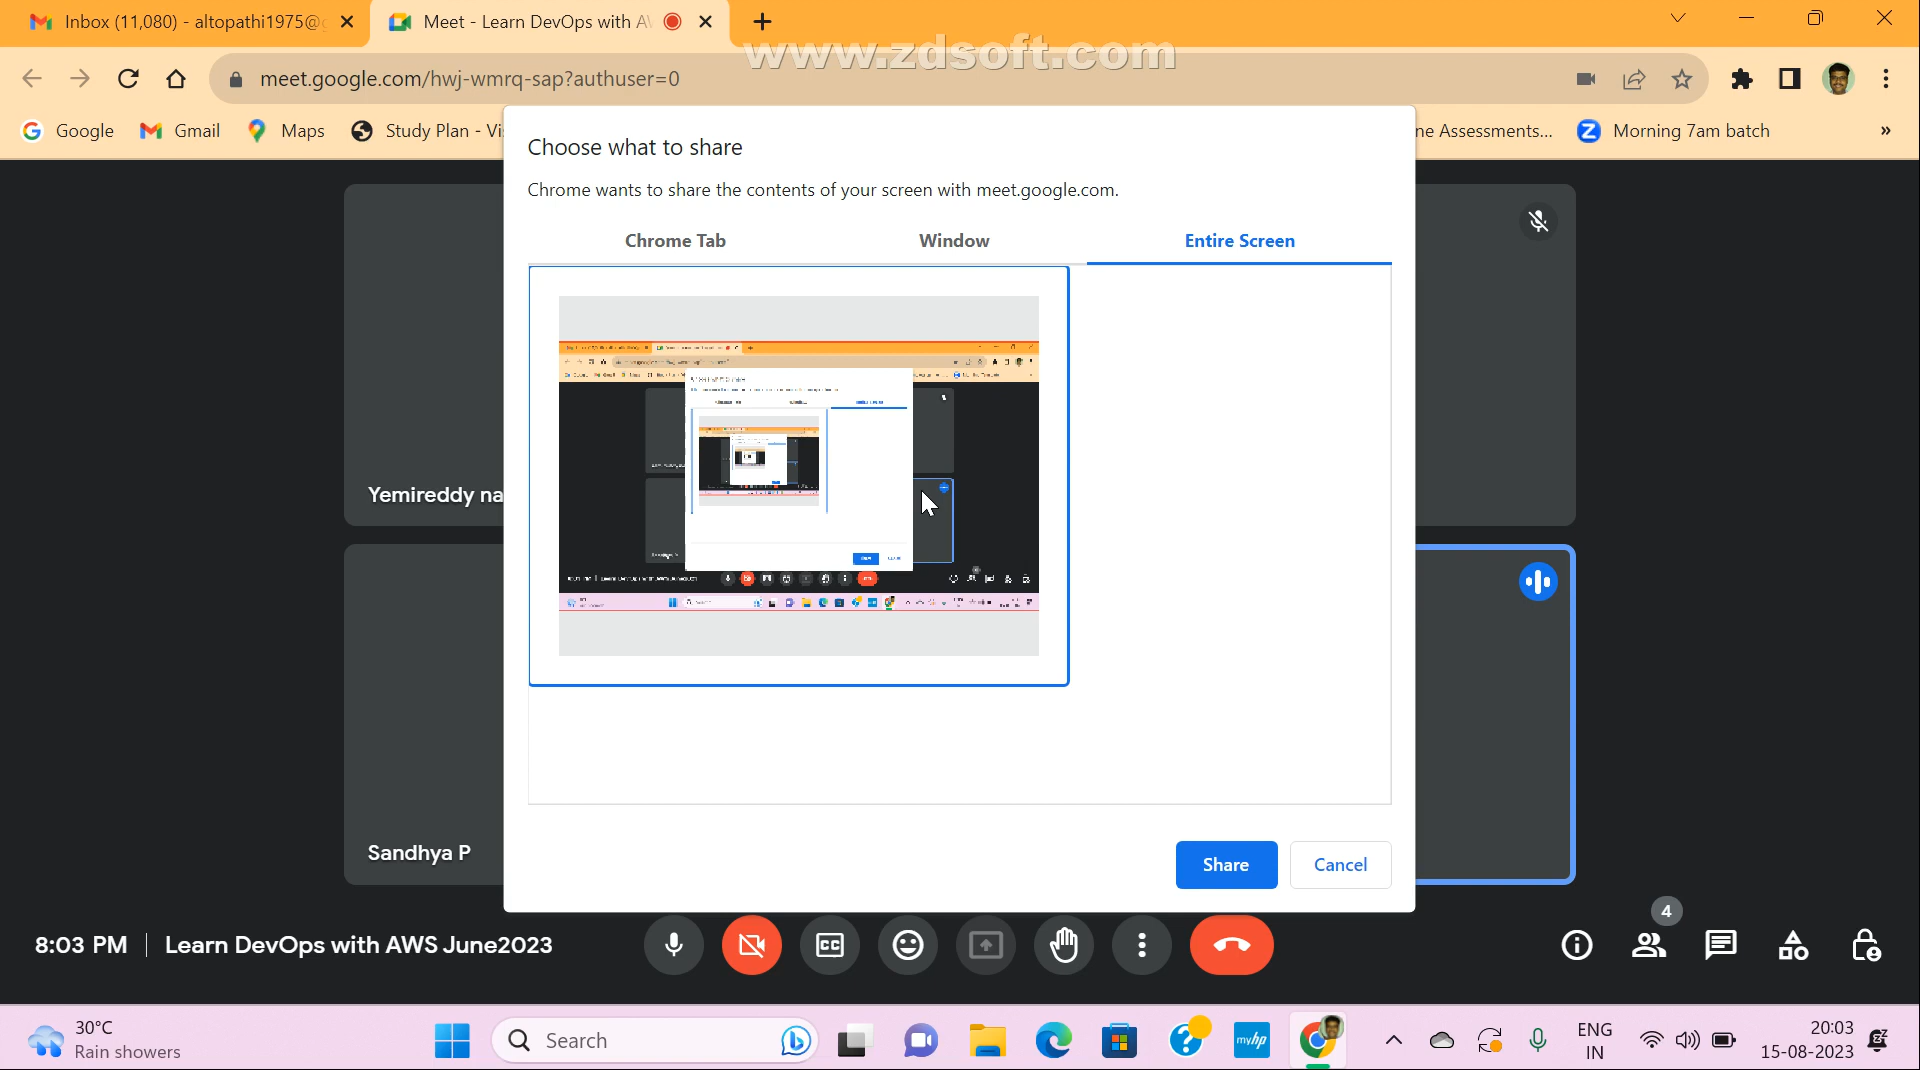 Inbox (11,080) - altopathi1975@g
Meet - Learn DevOps with AW
www.zdsoft.com
meet.google.com/hwj-wmrq-sap?authuser=0
Google
Gmail
Maps
Study Plan - Vi
ne Assessments...
Morning 7am batch
»
Choose what to share
Chrome wants to share the contents of your screen with meet.google.com.
Chrome Tab
Window
Entire Screen
Yemireddy na
Sandhya P
Share
Cancel
4
8:03 PM | Learn DevOps with AWS June2023
CC
30°C
Rain showers
Search
myhp
ENG
IN
20:03
15-08-2023